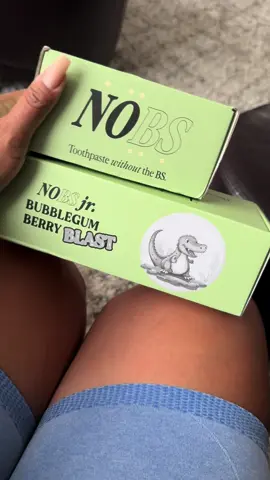 NOBS
Toothpaste without the BS.
NOBS jr.
BUBBLEGUM
BERRY BLAST